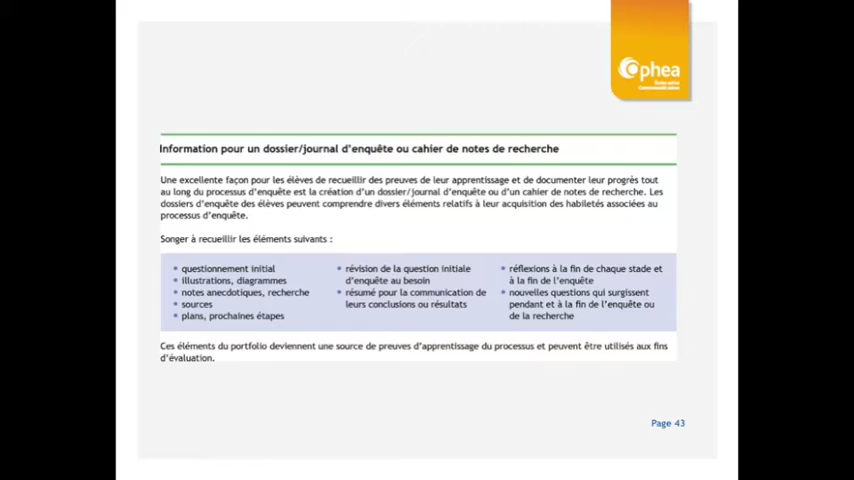 Ophea
Information pour un dossier/journal d'enquête ou cahier de notes de recherche
Une excellente façon pour les élèves de recueillir des preuves de leur apprentissage et de documenter leur progrès tout
au long du processus d'enquête est la création d'un dossier/journal d'enquête ou d'un cahier de notes de recherche. Les
dossiers d'enquête des élèves peuvent comprendre divers éléments relatifs à leur acquisition des habiletés associées au
processus d'enquête.
Songer à recueillir les éléments suivants :
• questionnement initial
• illustrations, diagrammes
• notes anecdotiques, recherche
• sources
• plans, prochaines étapes
• révision de la question initiale
d'enquête au besoin
• résumé pour la communication de
leurs conclusions ou résultats
• réflexions à la fin de chaque stade et
à la fin de l'enquête
• nouvelles questions qui surgissent
pendant et à la fin de l'enquête ou
de la recherche
Ces éléments du portfolio deviennent une source de preuves d'apprentissage du processus et peuvent être utilisés aux fins
d'évaluation.
Page 43